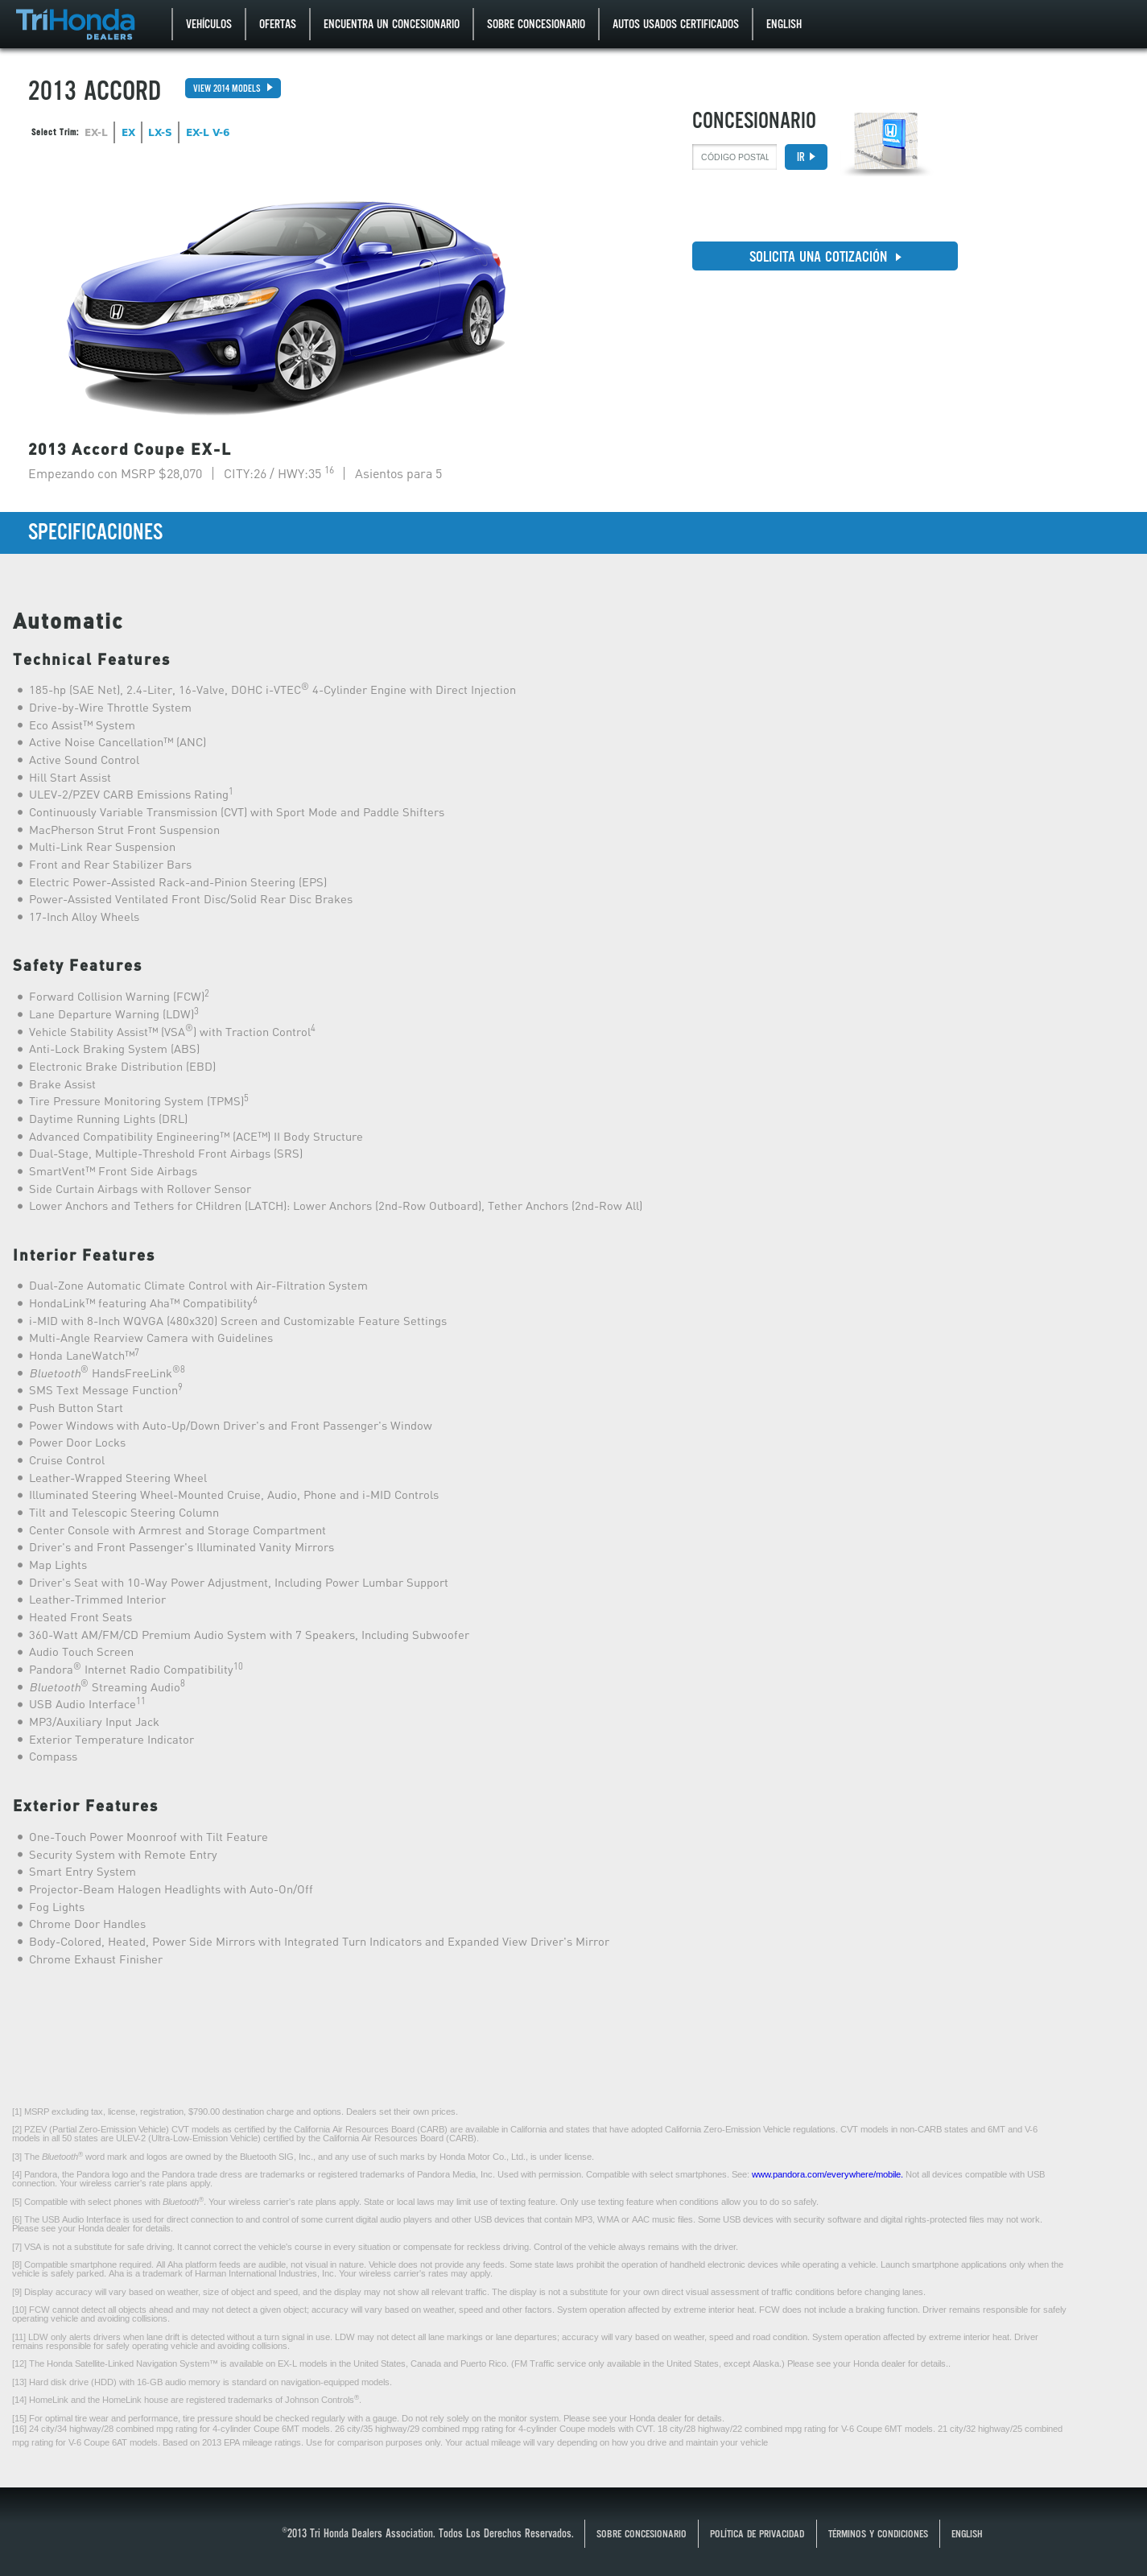 TriHonda
DEALERS
VEHÍCULOS
OFERTAS
ENCUENTRA UN CONCESIONARIO
SOBRE CONCESIONARIO
AUTOS USADOS CERTIFICADOS
ENGLISH
2013 ACCORD
VIEW 2014 MODELS
Select Trim: EX-L EX LX-S EX-L V-6
CONCESIONARIO
CÓDIGO POSTAL
IR
SOLICITA UNA COTIZACIÓN
2013 Accord Coupe EX-L
Empezando con MSRP $28,070 | CITY:26 / HWY:35 16 | Asientos para 5
SPECIFICACIONES
Automatic
Technical Features
185-hp (SAE Net), 2.4-Liter, 16-Valve, DOHC i-VTEC® 4-Cylinder Engine with Direct Injection
Drive-by-Wire Throttle System
Eco Assist™ System
Active Noise Cancellation™ (ANC)
Active Sound Control
Hill Start Assist
ULEV-2/PZEV CARB Emissions Rating1
Continuously Variable Transmission (CVT) with Sport Mode and Paddle Shifters
MacPherson Strut Front Suspension
Multi-Link Rear Suspension
Front and Rear Stabilizer Bars
Electric Power-Assisted Rack-and-Pinion Steering (EPS)
Power-Assisted Ventilated Front Disc/Solid Rear Disc Brakes
17-Inch Alloy Wheels
Safety Features
Forward Collision Warning (FCW)2
Lane Departure Warning (LDW)3
Vehicle Stability Assist™ (VSA®) with Traction Control4
Anti-Lock Braking System (ABS)
Electronic Brake Distribution (EBD)
Brake Assist
Tire Pressure Monitoring System (TPMS)5
Daytime Running Lights (DRL)
Advanced Compatibility Engineering™ (ACE™) II Body Structure
Dual-Stage, Multiple-Threshold Front Airbags (SRS)
SmartVent™ Front Side Airbags
Side Curtain Airbags with Rollover Sensor
Lower Anchors and Tethers for CHildren (LATCH): Lower Anchors (2nd-Row Outboard), Tether Anchors (2nd-Row All)
Interior Features
Dual-Zone Automatic Climate Control with Air-Filtration System
HondaLink™ featuring Aha™ Compatibility6
i-MID with 8-Inch WQVGA (480x320) Screen and Customizable Feature Settings
Multi-Angle Rearview Camera with Guidelines
Honda LaneWatch™7
Bluetooth® HandsFreeLink®8
SMS Text Message Function9
Push Button Start
Power Windows with Auto-Up/Down Driver's and Front Passenger's Window
Power Door Locks
Cruise Control
Leather-Wrapped Steering Wheel
Illuminated Steering Wheel-Mounted Cruise, Audio, Phone and i-MID Controls
Tilt and Telescopic Steering Column
Center Console with Armrest and Storage Compartment
Driver's and Front Passenger's Illuminated Vanity Mirrors
Map Lights
Driver's Seat with 10-Way Power Adjustment, Including Power Lumbar Support
Leather-Trimmed Interior
Heated Front Seats
360-Watt AM/FM/CD Premium Audio System with 7 Speakers, Including Subwoofer
Audio Touch Screen
Pandora® Internet Radio Compatibility10
Bluetooth® Streaming Audio8
USB Audio Interface11
MP3/Auxiliary Input Jack
Exterior Temperature Indicator
Compass
Exterior Features
One-Touch Power Moonroof with Tilt Feature
Security System with Remote Entry
Smart Entry System
Projector-Beam Halogen Headlights with Auto-On/Off
Fog Lights
Chrome Door Handles
Body-Colored, Heated, Power Side Mirrors with Integrated Turn Indicators and Expanded View Driver's Mirror
Chrome Exhaust Finisher
[1] MSRP excluding tax, license, registration, $790.00 destination charge and options. Dealers set their own prices.
[2] PZEV (Partial Zero-Emission Vehicle) CVT models as certified by the California Air Resources Board (CARB) are available in California and states that have adopted California Zero-Emission Vehicle regulations. CVT models in non-CARB states and 6MT and V-6
models in all 50 states are ULEV-2 (Ultra-Low-Emission Vehicle) certified by the California Air Resources Board (CARB).
[3] The Bluetooth® word mark and logos are owned by the Bluetooth SIG, Inc., and any use of such marks by Honda Motor Co., Ltd., is under license.
[4] Pandora, the Pandora logo and the Pandora trade dress are trademarks or registered trademarks of Pandora Media, Inc. Used with permission. Compatible with select smartphones. See: www.pandora.com/everywhere/mobile. Not all devices compatible with USB
connection. Your wireless carrier's rate plans apply.
[5] Compatible with select phones with Bluetooth®. Your wireless carrier's rate plans apply. State or local laws may limit use of texting feature. Only use texting feature when conditions allow you to do so safely.
[6] The USB Audio Interface is used for direct connection to and control of some current digital audio players and other USB devices that contain MP3, WMA or AAC music files. Some USB devices with security software and digital rights-protected files may not work.
Please see your Honda dealer for details.
[7] VSA is not a substitute for safe driving. It cannot correct the vehicle's course in every situation or compensate for reckless driving. Control of the vehicle always remains with the driver.
[8] Compatible smartphone required. All Aha platform feeds are audible, not visual in nature. Vehicle does not provide any feeds. Some state laws prohibit the operation of handheld electronic devices while operating a vehicle. Launch smartphone applications only when the
vehicle is safely parked. Aha is a trademark of Harman International Industries, Inc. Your wireless carrier's rates may apply.
[9] Display accuracy will vary based on weather, size of object and speed, and the display may not show all relevant traffic. The display is not a substitute for your own direct visual assessment of traffic conditions before changing lanes.
[10] FCW cannot detect all objects ahead and may not detect a given object; accuracy will vary based on weather, speed and other factors. System operation affected by extreme interior heat. FCW does not include a braking function. Driver remains responsible for safely
operating vehicle and avoiding collisions.
[11] LDW only alerts drivers when lane drift is detected without a turn signal in use. LDW may not detect all lane markings or lane departures; accuracy will vary based on weather, speed and road condition. System operation affected by extreme interior heat. Driver
remains responsible for safely operating vehicle and avoiding collisions.
[12] The Honda Satellite-Linked Navigation System™ is available on EX-L models in the United States, Canada and Puerto Rico. (FM Traffic service only available in the United States, except Alaska.) Please see your Honda dealer for details..
[13] Hard disk drive (HDD) with 16-GB audio memory is standard on navigation-equipped models.
[14] HomeLink and the HomeLink house are registered trademarks of Johnson Controls®.
[15] For optimal tire wear and performance, tire pressure should be checked regularly with a gauge. Do not rely solely on the monitor system. Please see your Honda dealer for details.
[16] 24 city/34 highway/28 combined mpg rating for 4-cylinder Coupe 6MT models. 26 city/35 highway/29 combined mpg rating for 4-cylinder Coupe models with CVT. 18 city/28 highway/22 combined mpg rating for V-6 Coupe 6MT models. 21 city/32 highway/25 combined
mpg rating for V-6 Coupe 6AT models. Based on 2013 EPA mileage ratings. Use for comparison purposes only. Your actual mileage will vary depending on how you drive and maintain your vehicle
®2013 Tri Honda Dealers Association. Todos Los Derechos Reservados.
SOBRE CONCESIONARIO
POLÍTICA DE PRIVACIDAD
TÉRMINOS Y CONDICIONES
ENGLISH